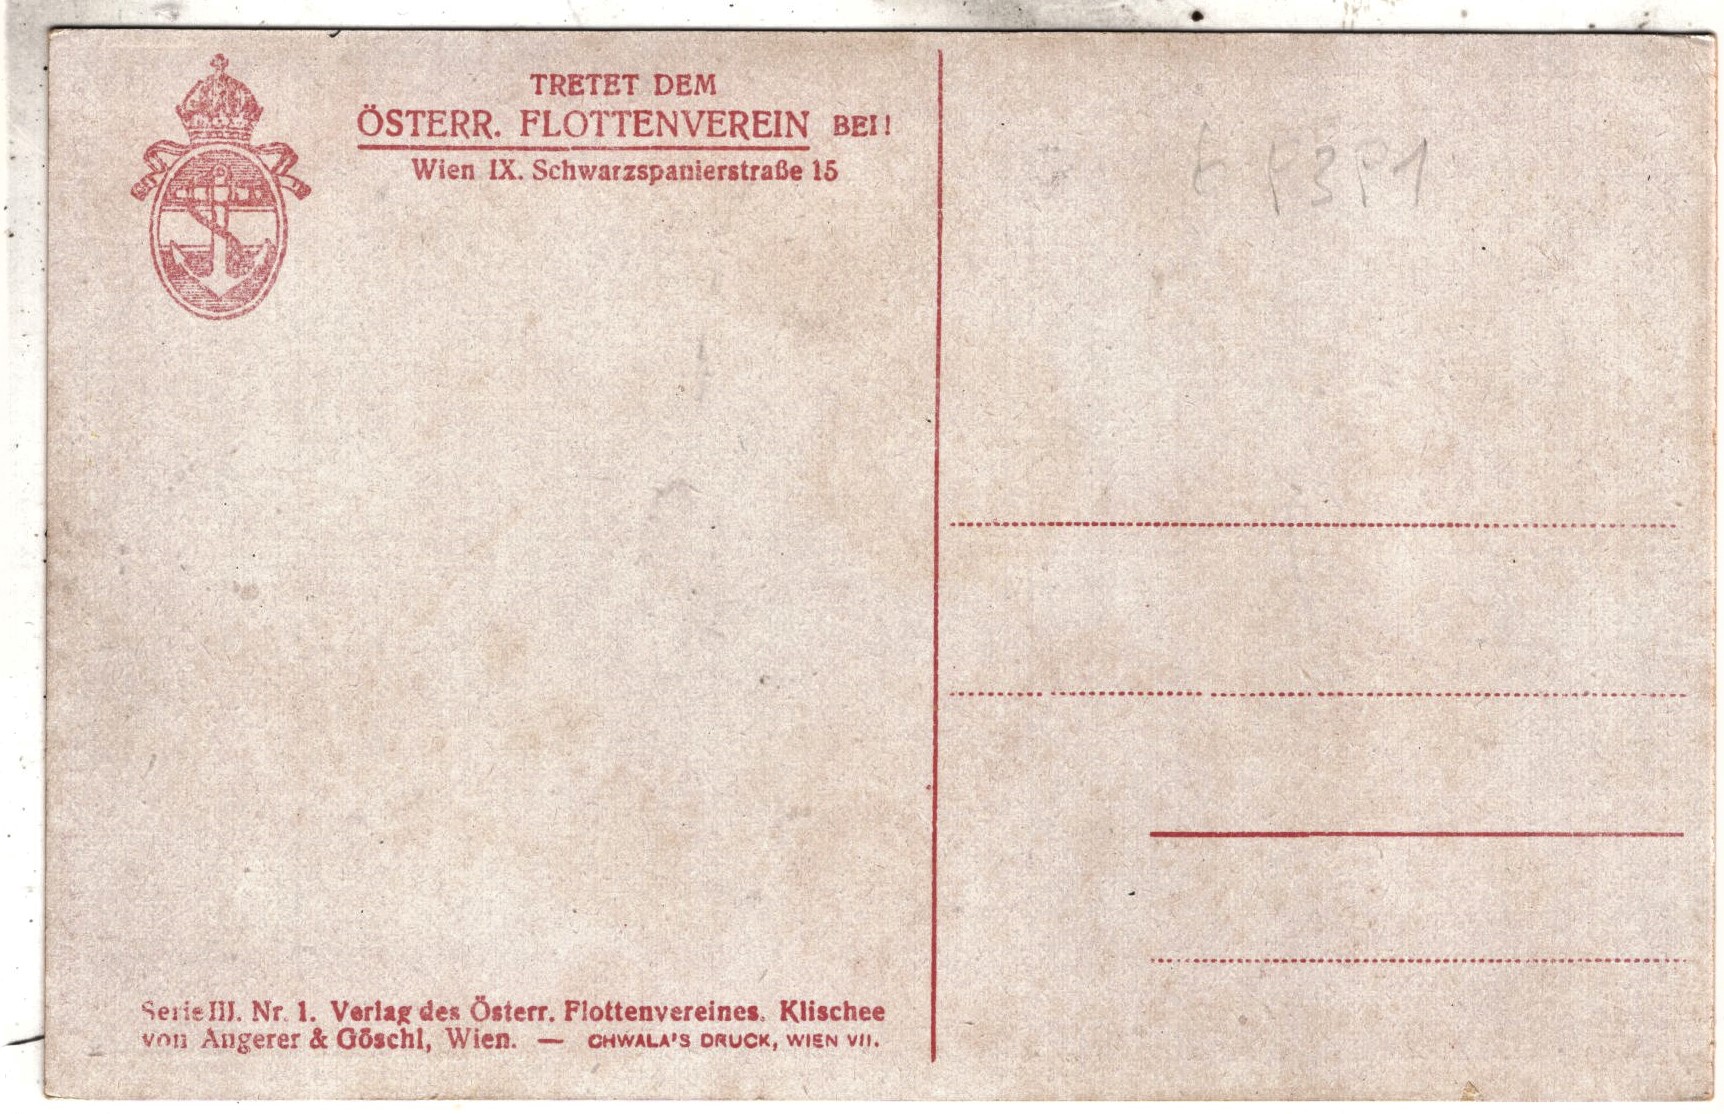 TRETET DEM
ÖSTERR. FLOTTENVEREIN BEI!
Wien IX. Schwarzspanierstraße 15
Serie III. Nr. 1. Verlag des Österr. Flottenvereines. Klischee
von Angerer & Göschl, Wien. — CHWALA'S DRUCK, WIEN VII.